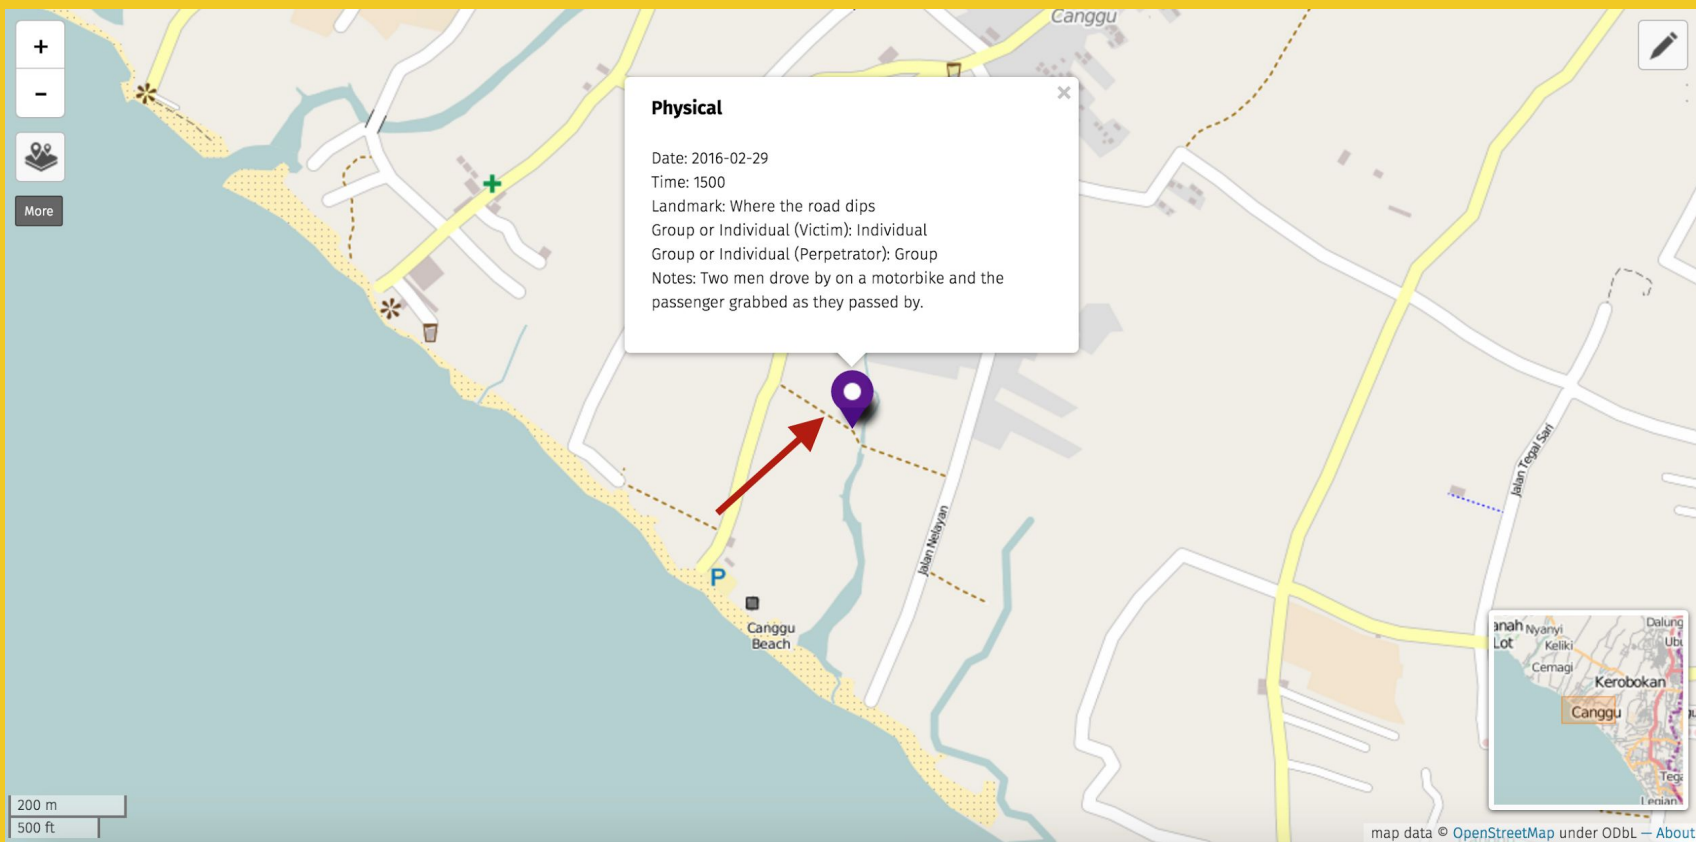 Canggu
+
−
More
Physical
×
Date: 2016-02-29
Time: 1500
Landmark: Where the road dips
Group or Individual (Victim): Individual
Group or Individual (Perpetrator): Group
Notes: Two men drove by on a motorbike and the
passenger grabbed as they passed by.
Jalan Tegal Sari
Jalan Nelayan
P
Canggu
Beach
anah
Lot
Nyanyi
Keliki
Cemagi
Dalung
Kerobokan
Canggu
Legian
200 m
500 ft
map data © OpenStreetMap under ODbL — About